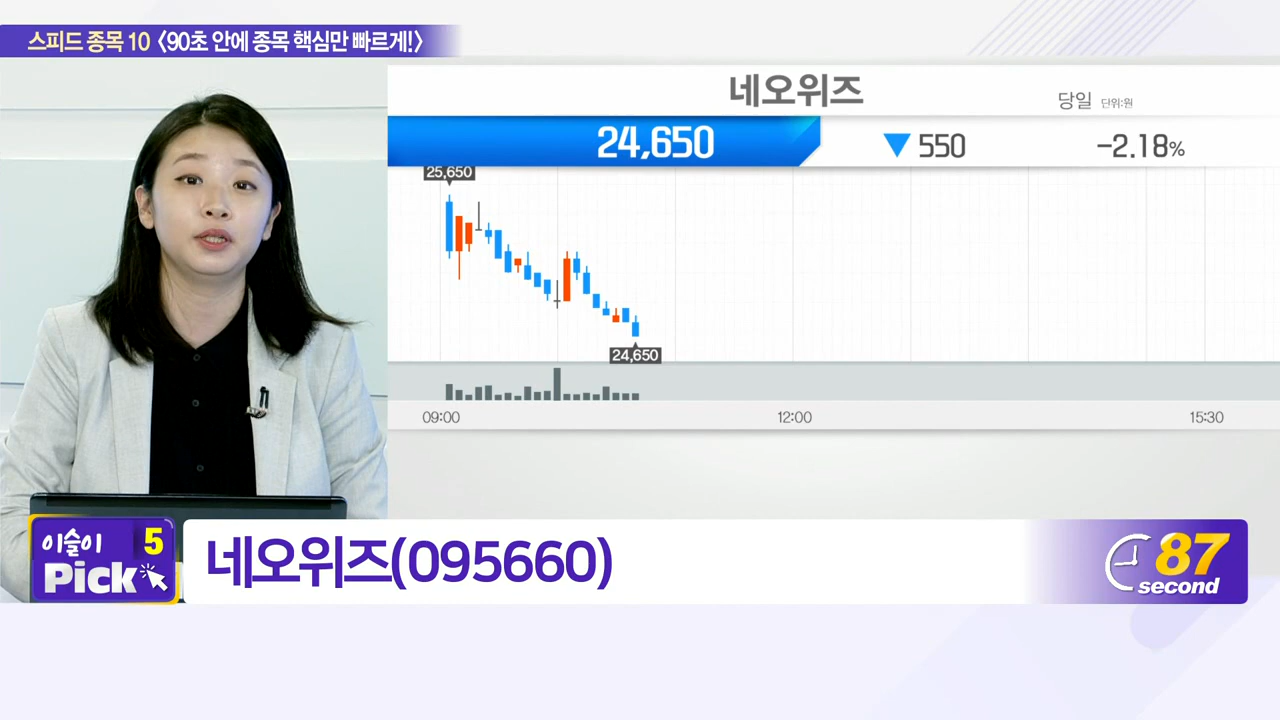 스피드 종목 10 <90초 안에 종목 핵심만 빠르게!>
네오위즈
당일 단위:원
24,650 ▼ 550 -2.18%
25,650
24,650
09:00 12:00 15:30
이슬이 5
Pick
네오위즈(095660)
87
second